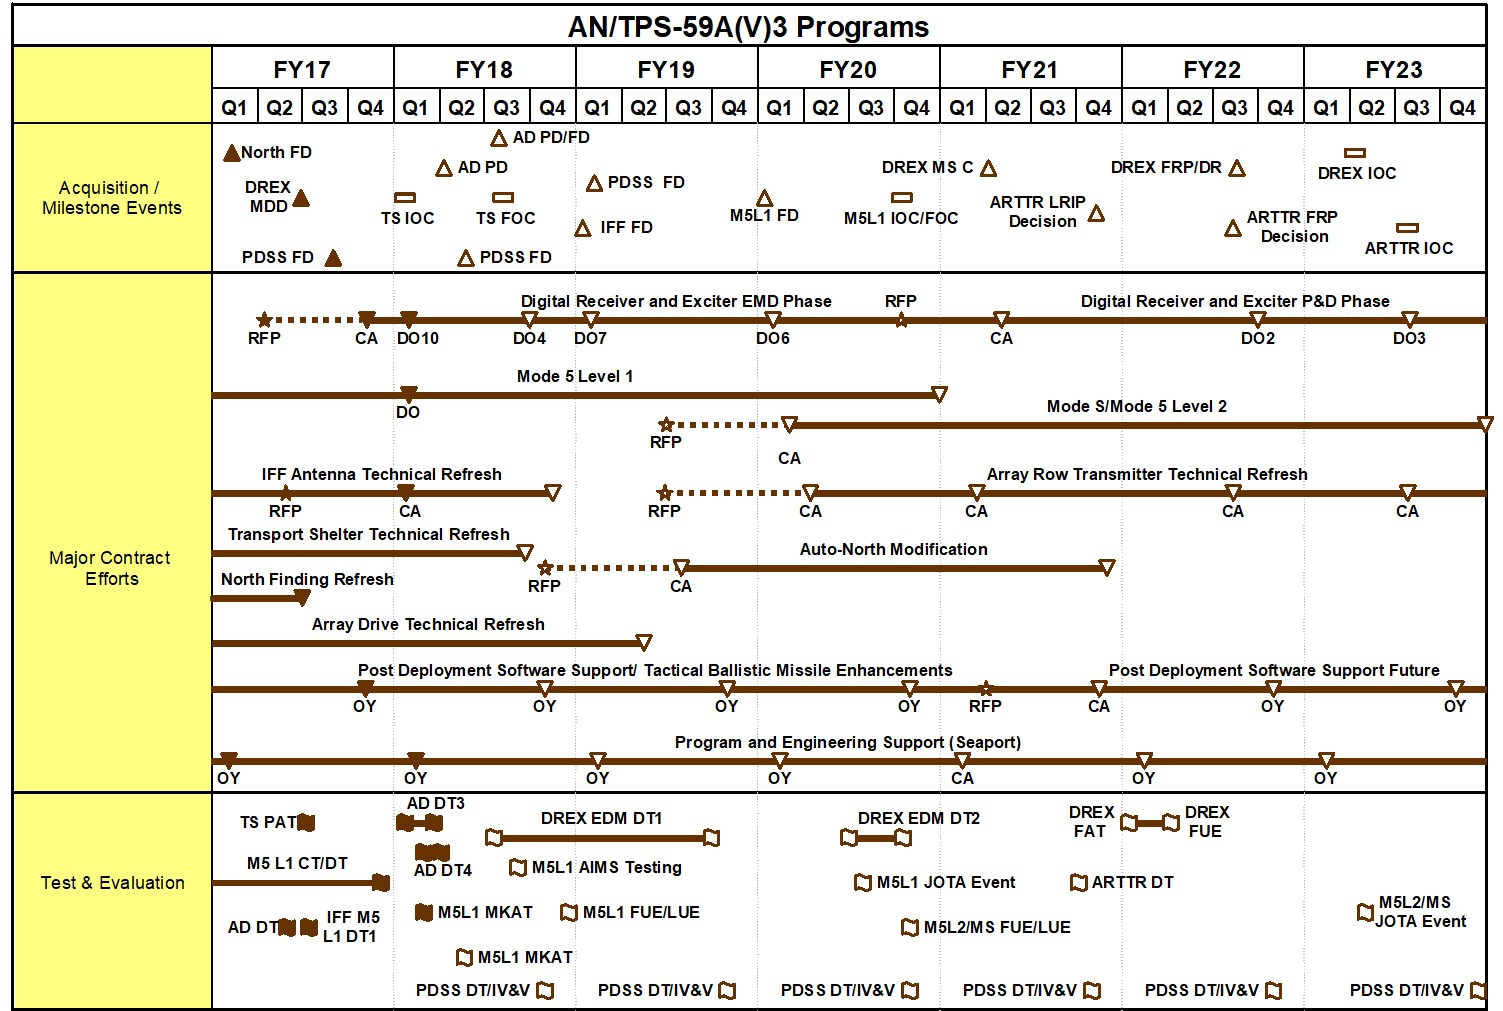 AN/TPS-59A(V)3 Programs
FY17 FY18 FY19 FY20 FY21 FY22 FY23
Q1 Q2 Q3 Q4 Q1 Q2 Q3 Q4 Q1 Q2 Q3 Q4 Q1 Q2 Q3 Q4 Q1 Q2 Q3 Q4 Q1 Q2 Q3 Q4 Q1 Q2 Q3 Q4
Acquisition /
Milestone Events
AD PD/FD
North FD
AD PD
DREX MS C
DREX FRP/DR
DREX IOC
DREX
MDD
PDSS FD
TS IOC
TS FOC
M5L1 FD
M5L1 IOC/FOC
ARTTR LRIP
Decision
ARTTR FRP
Decision
IFF FD
ARTTR IOC
PDSS FD
PDSS FD
Major Contract
Efforts
Digital Receiver and Exciter EMD Phase
RFP
Digital Receiver and Exciter P&D Phase
RFP CA DO10 DO4 DO7 DO6 CA DO2 DO3
Mode 5 Level 1
DO
Mode S/Mode 5 Level 2
RFP
CA
IFF Antenna Technical Refresh
Array Row Transmitter Technical Refresh
RFP CA RFP CA CA CA CA
Transport Shelter Technical Refresh
Auto-North Modification
RFP CA
North Finding Refresh
Array Drive Technical Refresh
Post Deployment Software Support/ Tactical Ballistic Missile Enhancements
Post Deployment Software Support Future
OY OY OY OY RFP CA OY OY
Program and Engineering Support (Seaport)
OY OY OY OY CA OY OY
Test & Evaluation
AD DT3
TS PAT
DREX EDM DT1
DREX EDM DT2
DREX
FAT
DREX
FUE
M5 L1 CT/DT
AD DT4
M5L1 AIMS Testing
M5L1 JOTA Event
ARTTR DT
M5L1 MKAT
M5L1 FUE/LUE
M5L2/MS
JOTA Event
AD DT
IFF M5
L1 DT1
M5L2/MS FUE/LUE
M5L1 MKAT
PDSS DT/IV&V PDSS DT/IV&V PDSS DT/IV&V PDSS DT/IV&V PDSS DT/IV&V PDSS DT/IV&V